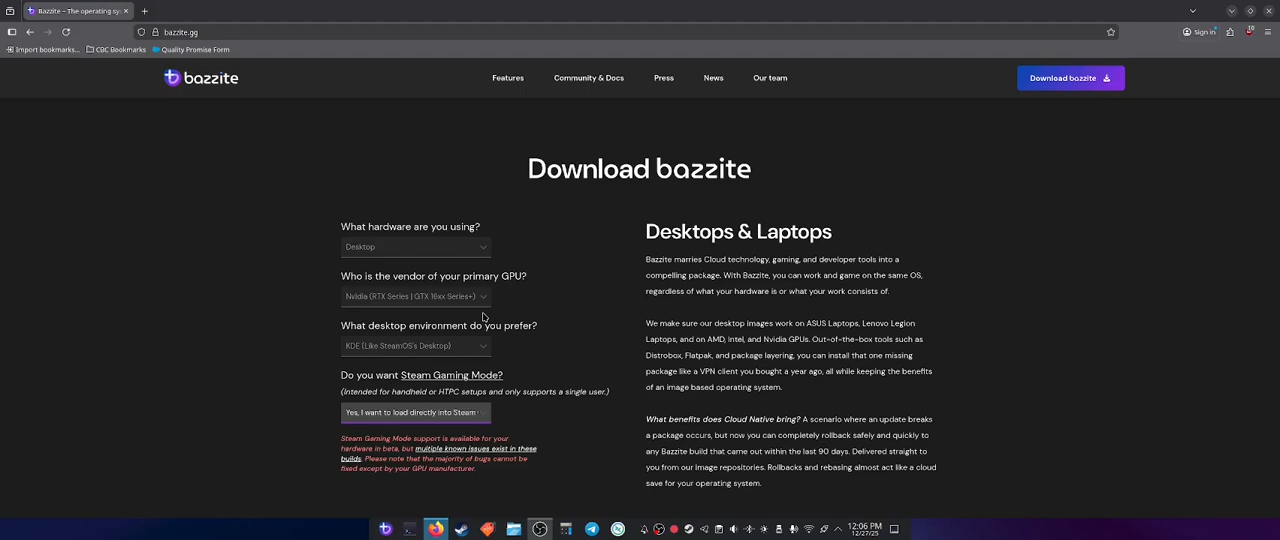 Bazzite – The operating sy
bazzite.gg
Sign in
Import bookmarks...
CBC Bookmarks
Quality Promise Form
bazzite
Features
Community & Docs
Press
News
Our team
Download bazzite
Download bazzite
What hardware are you using?
Desktop
Who is the vendor of your primary GPU?
Nvidia (RTX Series | GTX 16xx Series+)
What desktop environment do you prefer?
KDE (Like SteamOS's Desktop)
Do you want Steam Gaming Mode?
(Intended for handheld or HTPC setups and only supports a single user.)
Yes, I want to load directly into Steam
Steam Gaming Mode support is available for your
hardware in beta, but multiple known issues exist in these
builds. Please note that the majority of bugs cannot be
fixed except by your GPU manufacturer.
Desktops & Laptops
Bazzite marries Cloud technology, gaming, and developer tools into a
compelling package. With Bazzite, you can work and game on the same OS,
regardless of what your hardware is or what your work consists of.
We make sure our desktop images work on ASUS Laptops, Lenovo Legion
Laptops, and on AMD, Intel, and Nvidia GPUs. Out-of-the-box tools such as
Distrobox, Flatpak, and package layering, you can install that one missing
package like a VPN client you bought a year ago, all while keeping the benefits
of an image based operating system.
What benefits does Cloud Native bring? A scenario where an update breaks
a package occurs, but now you can completely rollback safely and quickly to
any Bazzite build that came out within the last 90 days. Delivered straight to
you from our image repositories. Rollbacks and rebasing almost act like a cloud
save for your operating system.
12:06 PM
12/27/25